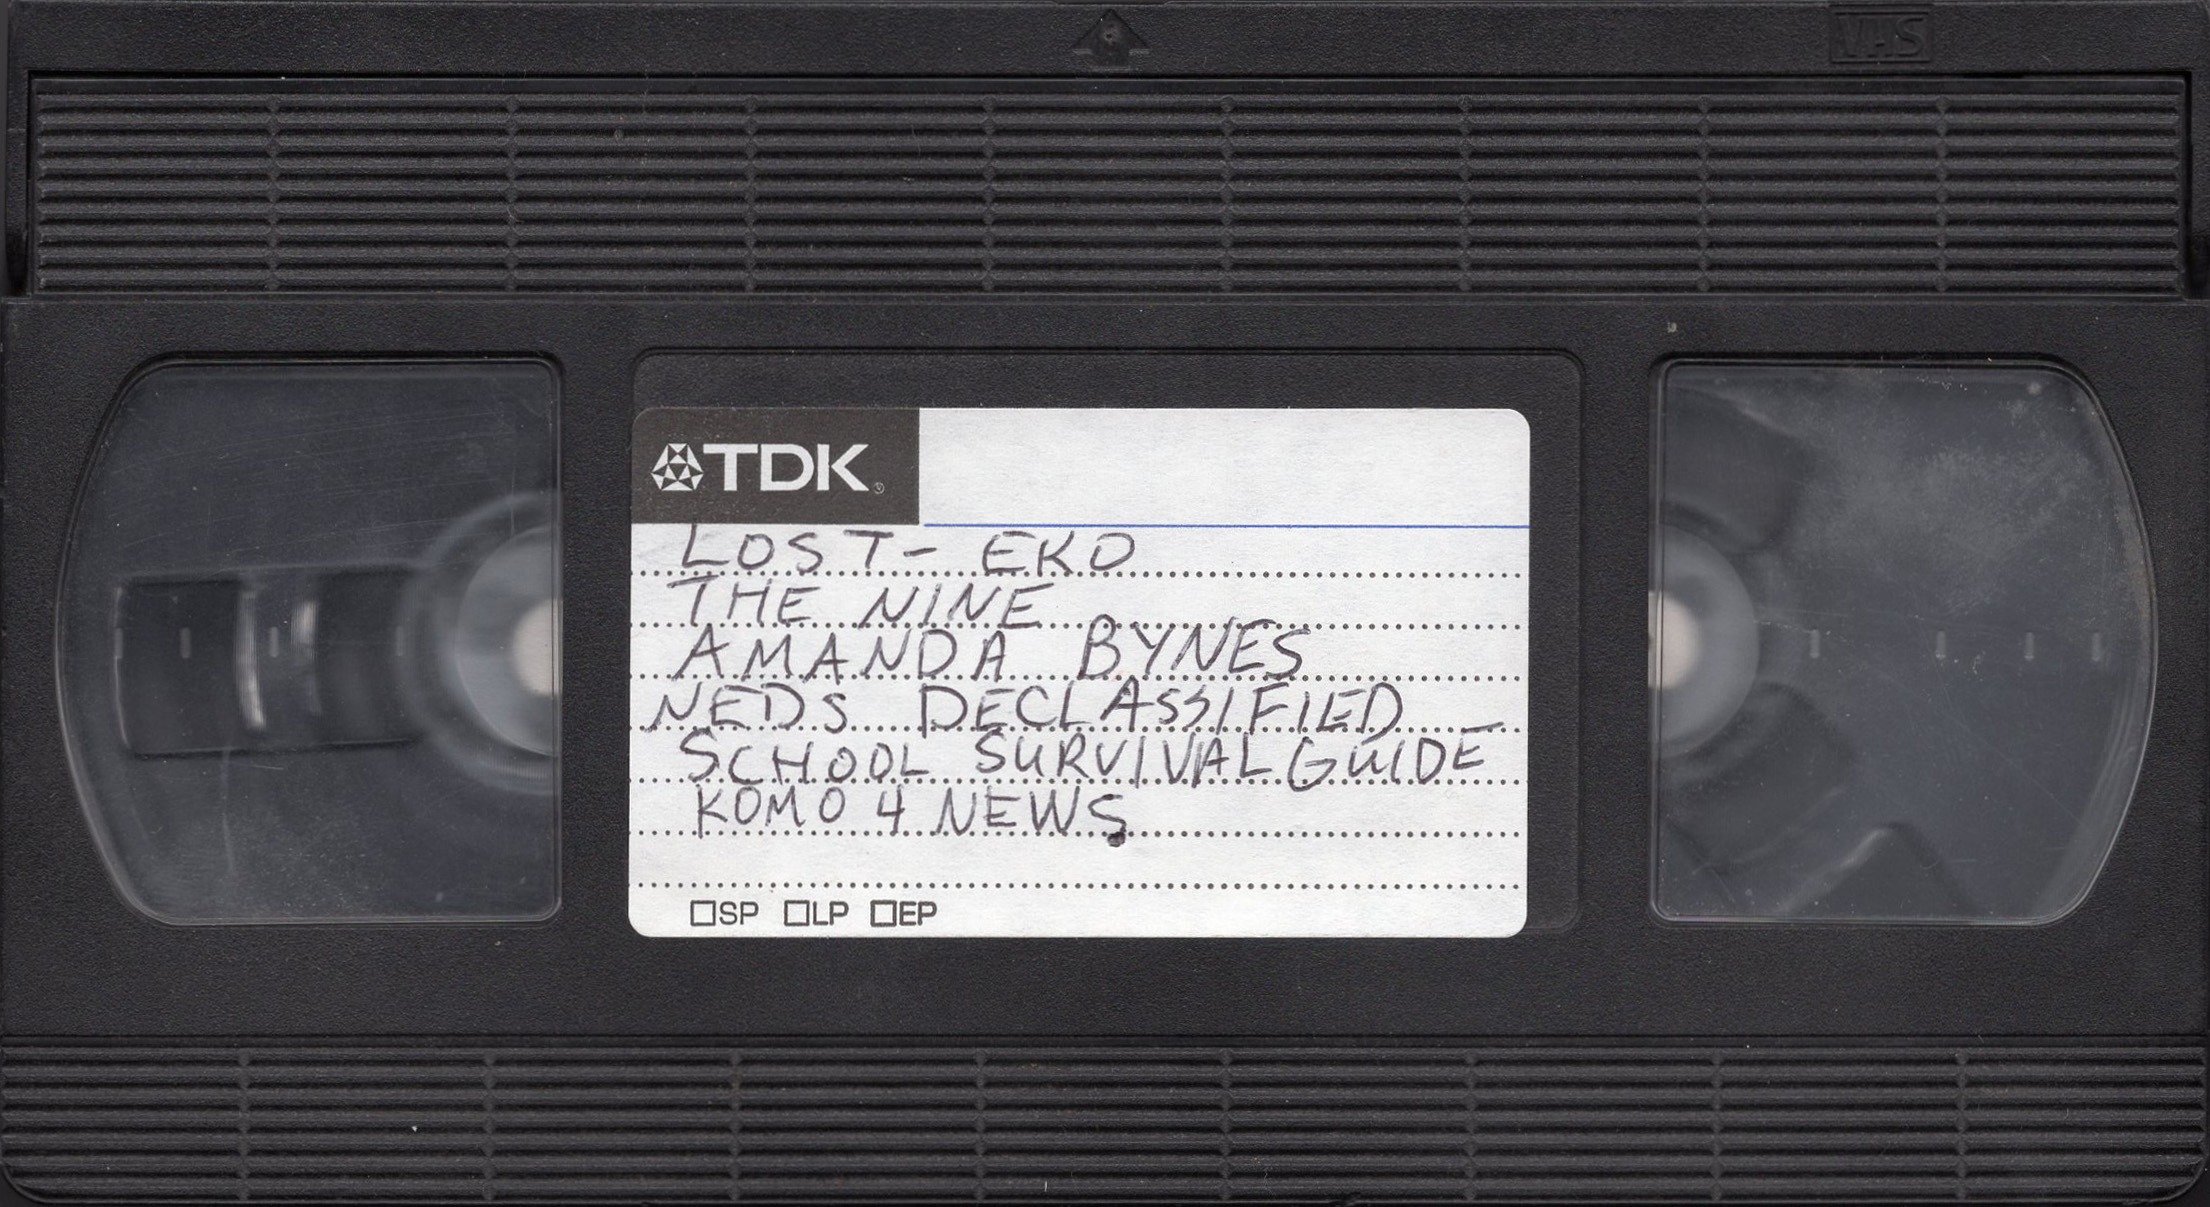 VHS
TDK
LOST- EKO
THE NINE
AMANDA BYNES
NEDS DECLASSIFIED
SCHOOL SURVIVAL GUIDE
KOMO 4 NEWS
SP LP EP